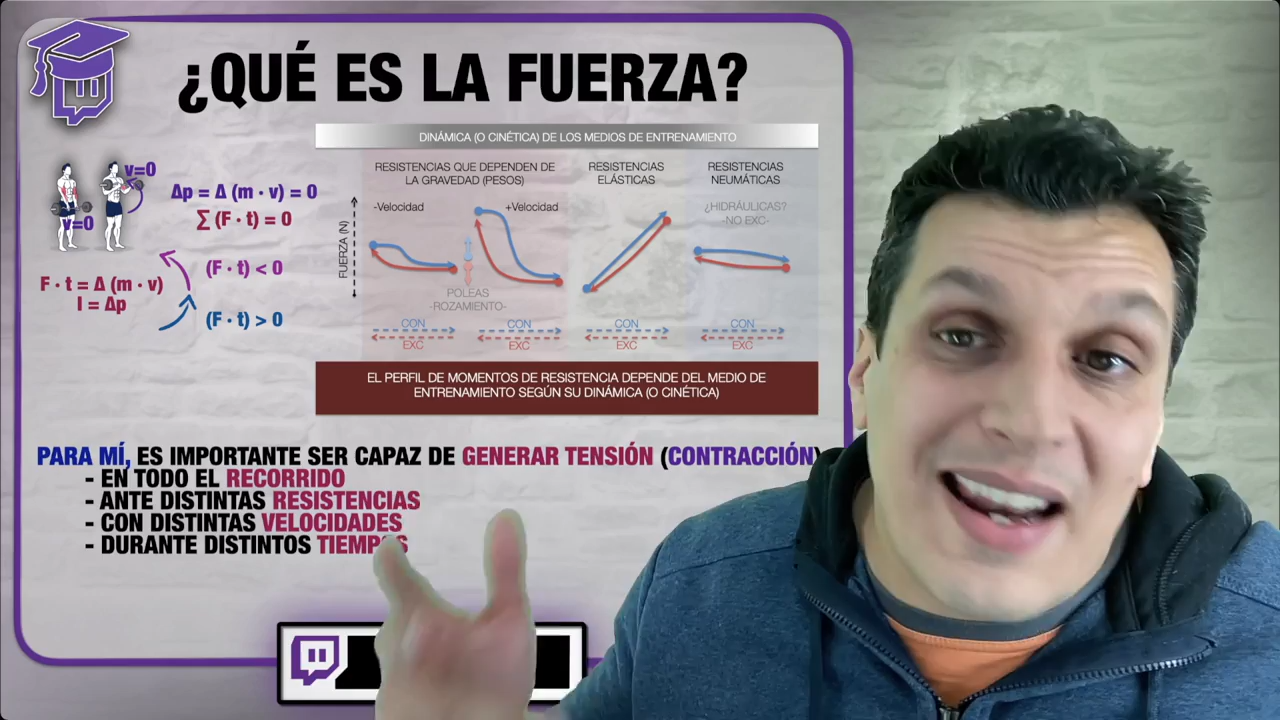 ¿QUÉ ES LA FUERZA?
DINÁMICA (O CINÉTICA) DE LOS MEDIOS DE ENTRENAMIENTO
RESISTENCIAS QUE DEPENDEN DE
LA GRAVEDAD (PESOS)
RESISTENCIAS
ELÁSTICAS
RESISTENCIAS
NEUMÁTICAS
¿HIDRÁULICAS?
-NO EXC-
-Velocidad
+Velocidad
FUERZA (N)
POLEAS
-ROZAMIENTO-
CON
EXC
CON
EXC
CON
EXC
CON
EXC
EL PERFIL DE MOMENTOS DE RESISTENCIA DEPENDE DEL MEDIO DE
ENTRENAMIENTO SEGÚN SU DINÁMICA (O CINÉTICA)
v=0
v=0
Δp = Δ (m · v) = 0
∑ (F · t) = 0
(F · t) < 0
F · t = Δ (m · v)
I = Δp
(F · t) > 0
PARA MÍ, ES IMPORTANTE SER CAPAZ DE GENERAR TENSIÓN (CONTRACCIÓN)
- EN TODO EL RECORRIDO
- ANTE DISTINTAS RESISTENCIAS
- CON DISTINTAS VELOCIDADES
- DURANTE DISTINTOS TIEMPOS